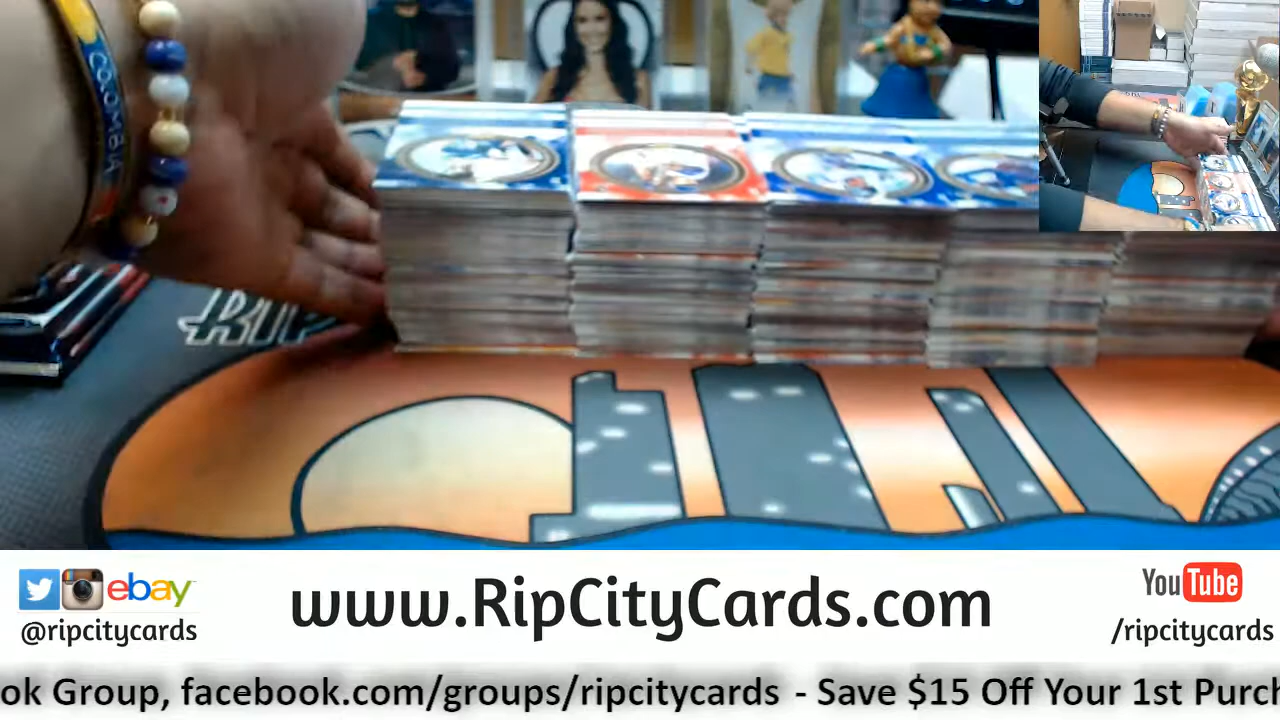 COLOMBIA
RIP
ebay
@ripcitycards
www.RipCityCards.com
YouTube
/ripcitycards
ok Group, facebook.com/groups/ripcitycards - Save $15 Off Your 1st Purch